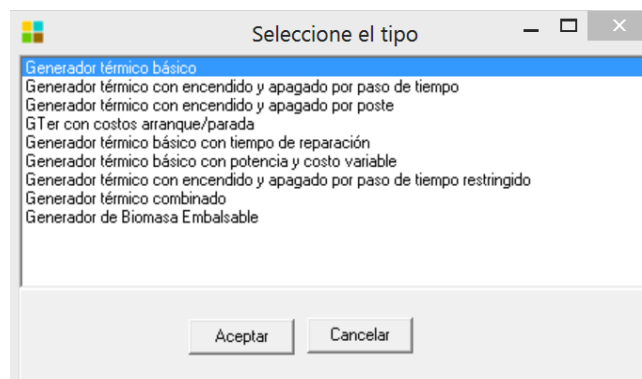 Seleccione el tipo
Generador térmico básico
Generador térmico con encendido y apagado por paso de tiempo
Generador térmico con encendido y apagado por poste
GTer con costos arranque/parada
Generador térmico básico con tiempo de reparación
Generador térmico básico con potencia y costo variable
Generador térmico con encendido y apagado por paso de tiempo restringido
Generador térmico combinado
Generador de Biomasa Embalsable
Aceptar Cancelar